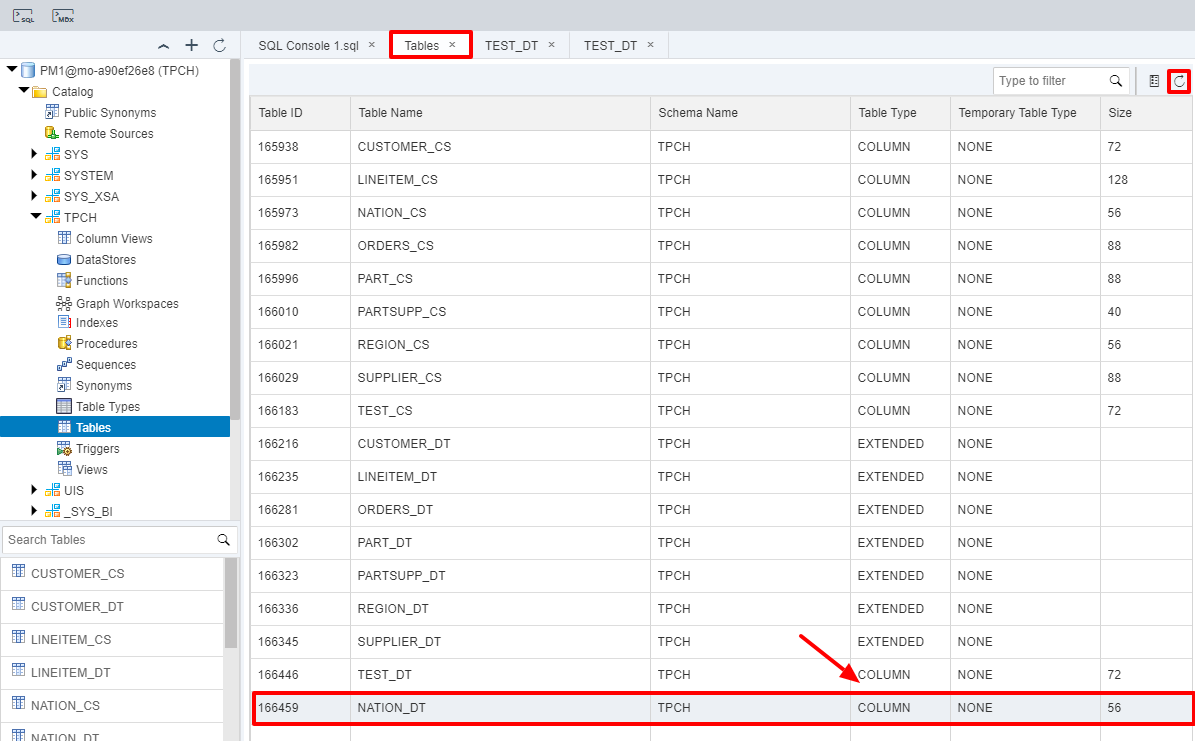 SQL MDX
SQL Console 1.sql × Tables × TEST_DT × TEST_DT ×
PM1@mo-a90ef26e8 (TPCH)
Catalog
Public Synonyms
Remote Sources
SYS
SYSTEM
SYS_XSA
TPCH
Column Views
DataStores
Functions
Graph Workspaces
Indexes
Procedures
Sequences
Synonyms
Table Types
Tables
Triggers
Views
UIS
_SYS_BI
Search Tables
CUSTOMER_CS
CUSTOMER_DT
LINEITEM_CS
LINEITEM_DT
NATION_CS
NATION_DT
Type to filter
Table ID Table Name Schema Name Table Type Temporary Table Type Size
165938 CUSTOMER_CS TPCH COLUMN NONE 72
165951 LINEITEM_CS TPCH COLUMN NONE 128
165973 NATION_CS TPCH COLUMN NONE 56
165982 ORDERS_CS TPCH COLUMN NONE 88
165996 PART_CS TPCH COLUMN NONE 88
166010 PARTSUPP_CS TPCH COLUMN NONE 40
166021 REGION_CS TPCH COLUMN NONE 56
166029 SUPPLIER_CS TPCH COLUMN NONE 88
166183 TEST_CS TPCH COLUMN NONE 72
166216 CUSTOMER_DT TPCH EXTENDED NONE
166235 LINEITEM_DT TPCH EXTENDED NONE
166281 ORDERS_DT TPCH EXTENDED NONE
166302 PART_DT TPCH EXTENDED NONE
166323 PARTSUPP_DT TPCH EXTENDED NONE
166336 REGION_DT TPCH EXTENDED NONE
166345 SUPPLIER_DT TPCH EXTENDED NONE
166446 TEST_DT TPCH COLUMN NONE 72
166459 NATION_DT TPCH COLUMN NONE 56